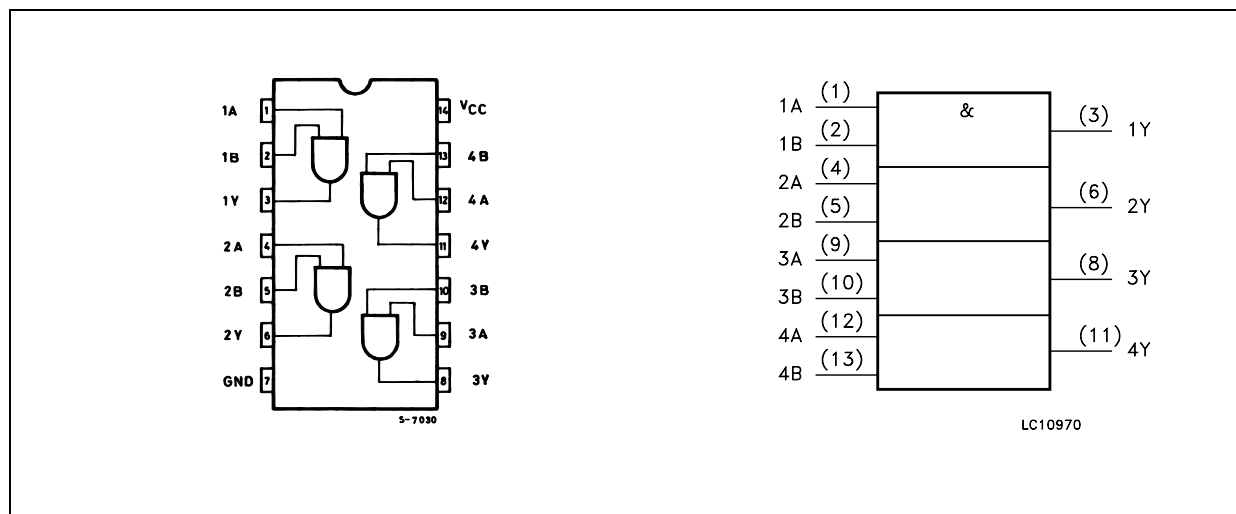 1A 1 14 VCC
1B 2 13 4B
1Y 3 12 4A
2A 4 11 4Y
2B 5 10 3B
2Y 6 9 3A
GND 7 8 3Y
S-7030
1A (1) &
1B (2) (3) 1Y
2A (4)
2B (5) (6) 2Y
3A (9)
3B (10) (8) 3Y
4A (12)
4B (13) (11) 4Y
LC10970